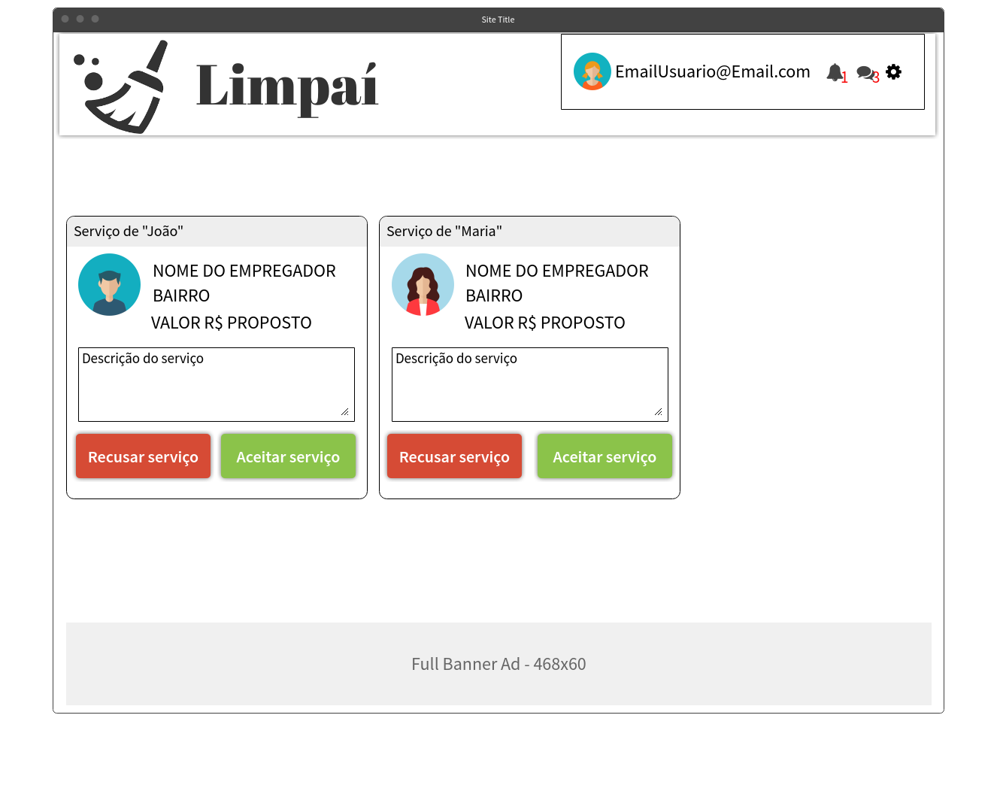 Site Title
Limpaí
EmailUsuario@Email.com 1 3
Serviço de "João"
NOME DO EMPREGADOR
BAIRRO
VALOR R$ PROPOSTO
Descrição do serviço
Recusar serviço Aceitar serviço
Serviço de "Maria"
NOME DO EMPREGADOR
BAIRRO
VALOR R$ PROPOSTO
Descrição do serviço
Recusar serviço Aceitar serviço
Full Banner Ad - 468x60